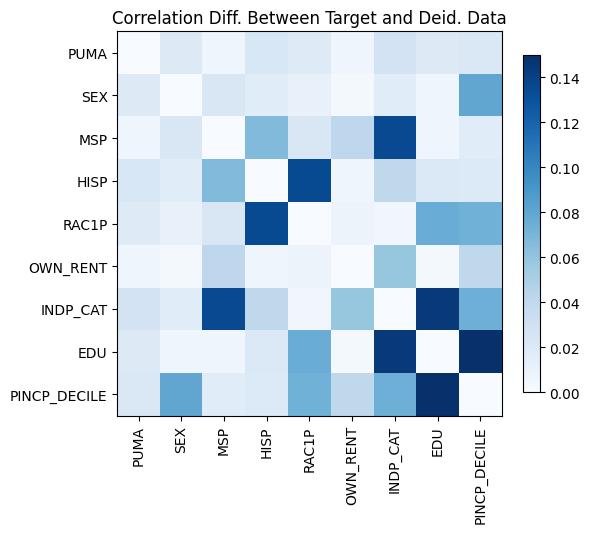 Correlation Diff. Between Target and Deid. Data
PUMA
SEX
MSP
HISP
RAC1P
OWN_RENT
INDP_CAT
EDU
PINCP_DECILE
PUMA
SEX
MSP
HISP
RAC1P
OWN_RENT
INDP_CAT
EDU
PINCP_DECILE
0.14
0.12
0.10
0.08
0.06
0.04
0.02
0.00